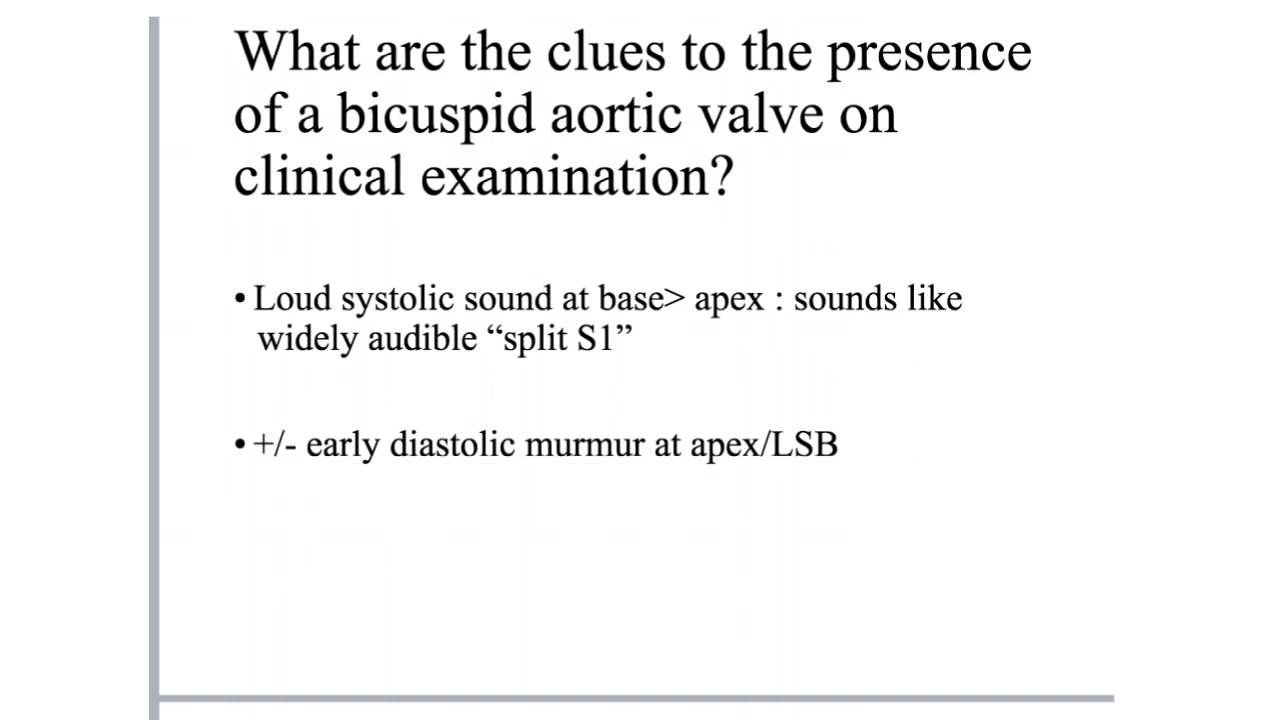 What are the clues to the presence
of a bicuspid aortic valve on
clinical examination?
• Loud systolic sound at base> apex : sounds like
widely audible “split S1”
• +/- early diastolic murmur at apex/LSB